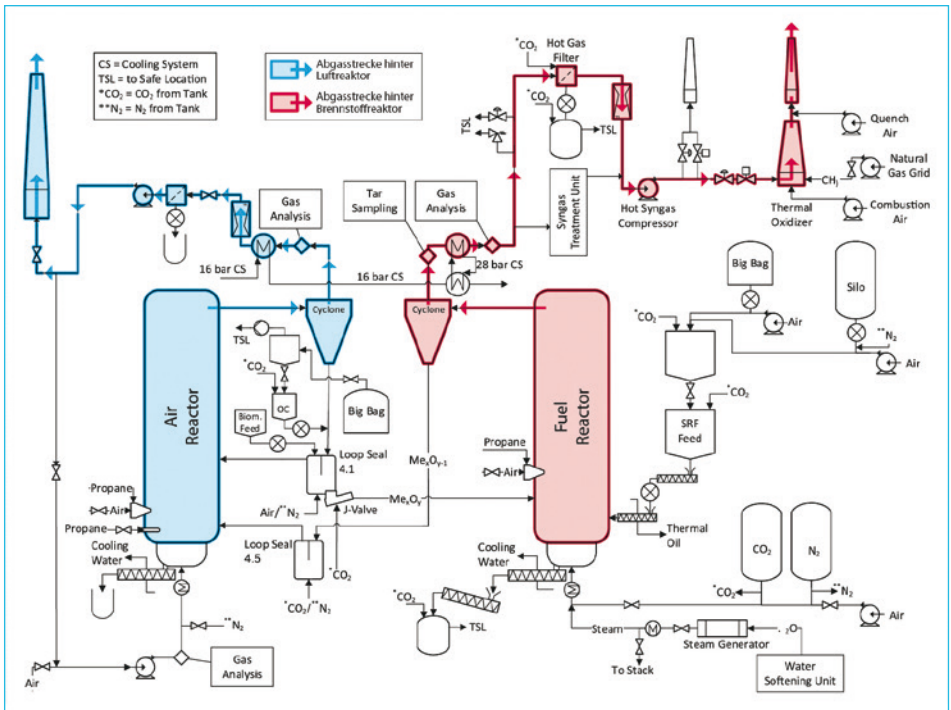 CS = Cooling System
TSL = to Safe Location
*CO₂ = CO₂ from Tank
**N₂ = N₂ from Tank
Abgasstrecke hinter
Luftreaktor
Abgasstrecke hinter
Brennstoffreaktor
*CO₂
Hot Gas
Filter
*CO₂
TSL
TSL
Quench
Air
Natural
Gas Grid
CH₄
Combustion
Air
Thermal
Oxidizer
Hot Syngas
Compressor
Syngas
Treatment Unit
Gas
Analysis
Tar
Sampling
Gas
Analysis
16 bar CS
16 bar CS
28 bar CS
Cyclone
Cyclone
Big Bag
Silo
Air
**N₂
Air
*CO₂
*CO₂
SRF
Feed
Thermal
Oil
TSL
*CO₂
OC
Big Bag
Biom.
Feed
Air
Reactor
Fuel
Reactor
Loop Seal
4.1
MeₓOᵧ₋₁
MeₓOᵧ
J-Valve
Air/**N₂
Propane
Air
Propane
Air
Propane
Cooling
Water
Loop Seal
4.5
*CO₂
*CO₂/**N₂
Cooling
Water
*CO₂
TSL
CO₂
N₂
*CO₂
**N₂
Air
Steam
Steam Generator
₂O
To Stack
Water
Softening Unit
**N₂
Gas
Analysis
Air
M
M
M
M
M